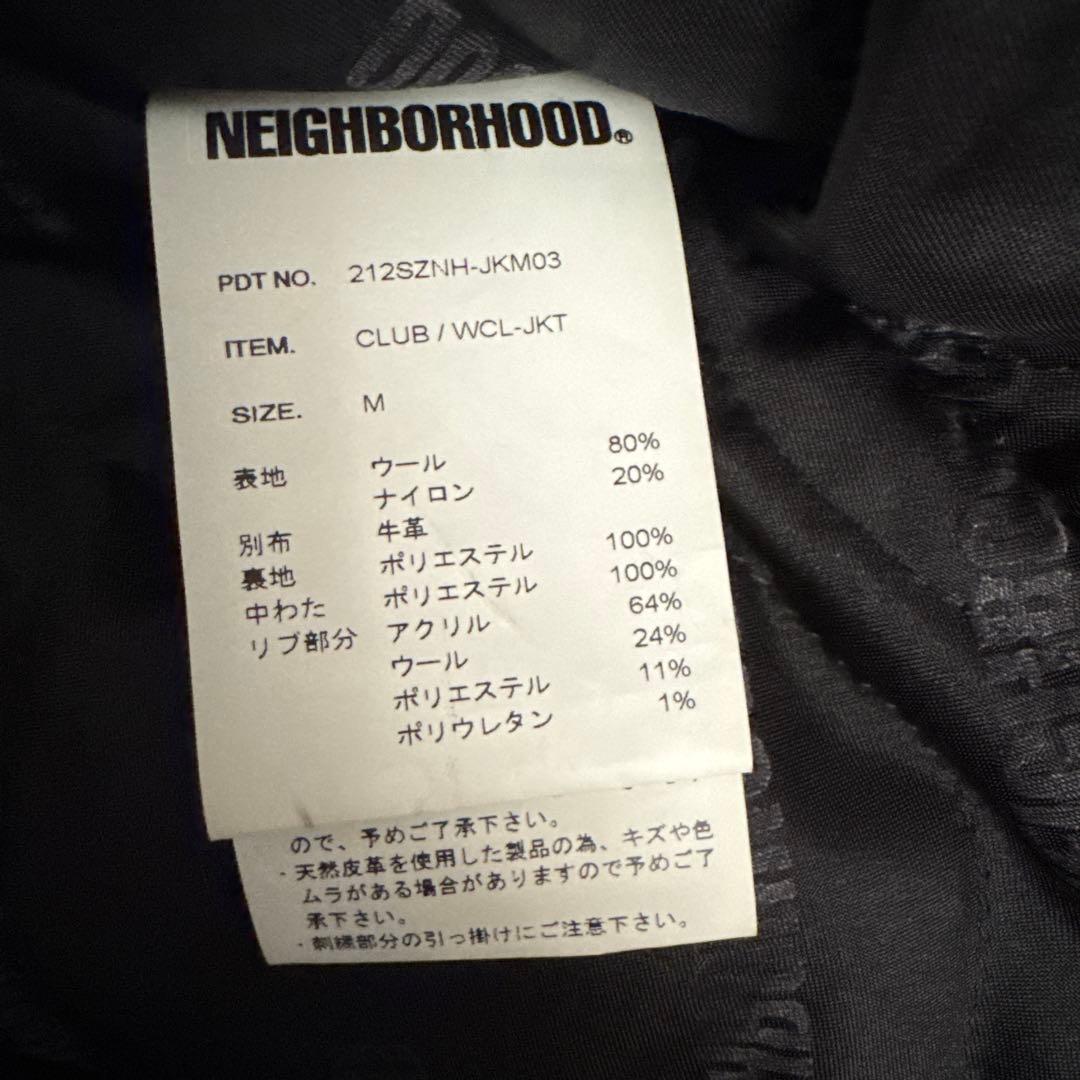 NEIGHBORHOOD®
PDT NO. 212SZNH-JKM03
ITEM. CLUB / WCL-JKT
SIZE. M
表地 ウール 80%
ナイロン 20%
別布 牛革
裏地 ポリエステル 100%
中わた ポリエステル 100%
リブ部分 アクリル 64%
ウール 24%
ポリエステル 11%
ポリウレタン 1%
ので、予めご了承下さい。
・天然皮革を使用した製品の為、キズや色
ムラがある場合がありますので予めご了
承下さい。
・刺繍部分の引っ掛けにご注意下さい。